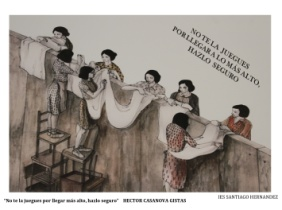 NO TE LA JUEGUES
POR LLEGAR A LO MÁS ALTO,
HAZLO SEGURO
"No te la juegues por llegar más alto, hazlo seguro" HECTOR CASANOVA GISTAS
IES SANTIAGO HERNANDEZ